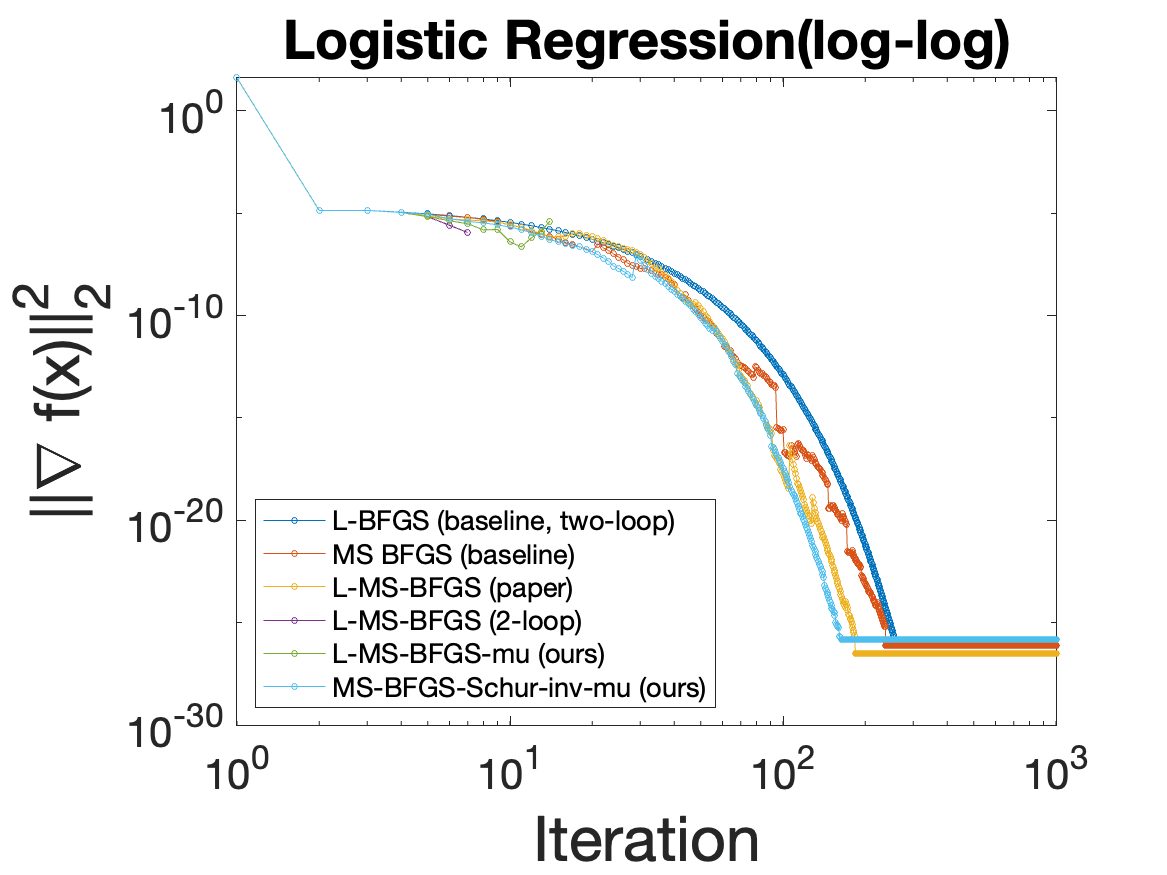 Logistic Regression(log-log)
10^0
10^-10
10^-20
10^-30
||∇ f(x)||_2^2
L-BFGS (baseline, two-loop)
MS BFGS (baseline)
L-MS-BFGS (paper)
L-MS-BFGS (2-loop)
L-MS-BFGS-mu (ours)
MS-BFGS-Schur-inv-mu (ours)
10^0 10^1 10^2 10^3
Iteration